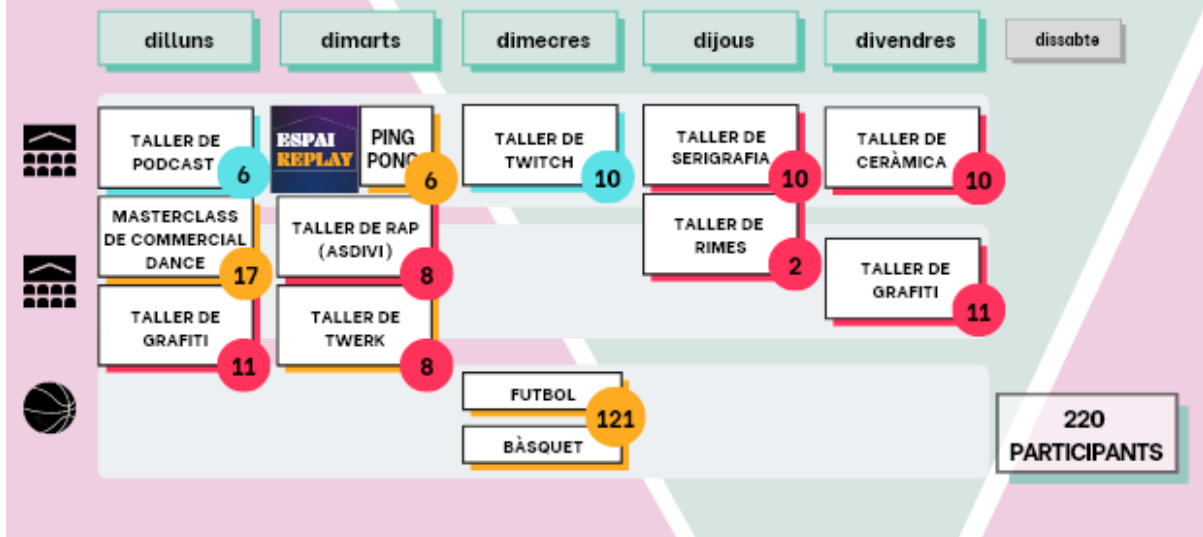 dilluns
dimarts
dimecres
dijous
divendres
dissabte
TALLER DE
PODCAST
6
ESPAI
REPLAY
PING
PONG
6
TALLER DE
TWITCH
10
TALLER DE
SERIGRAFIA
10
TALLER DE
CERÀMICA
10
MASTERCLASS
DE COMMERCIAL
DANCE
17
TALLER DE RAP
(ASDIVI)
8
TALLER DE
RIMES
2
TALLER DE
GRAFITI
11
TALLER DE
GRAFITI
11
TALLER DE
TWERK
8
FUTBOL
121
BÀSQUET
220
PARTICIPANTS